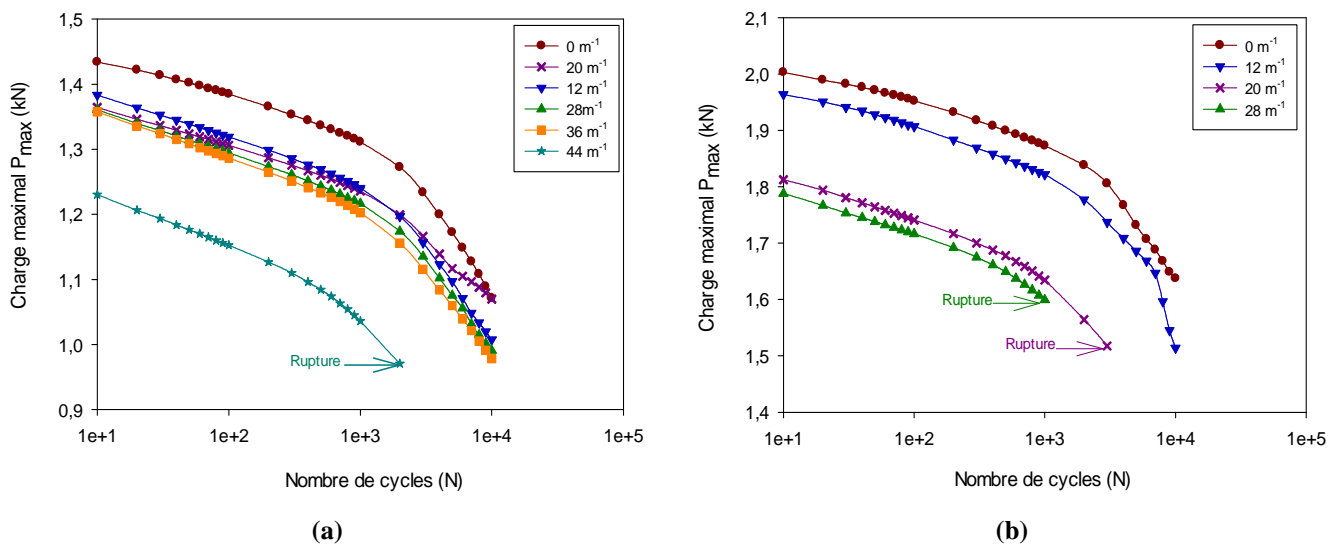 1,5
1,4
1,3
1,2
1,1
1,0
0,9
Charge maximal Pmax (kN)
1e+1
1e+2
1e+3
1e+4
1e+5
Nombre de cycles (N)
0 m⁻¹
20 m⁻¹
12 m⁻¹
28m⁻¹
36 m⁻¹
44 m⁻¹
Rupture
(a)
2,1
2,0
1,9
1,8
1,7
1,6
1,5
1,4
Charge maximal Pmax (kN)
1e+1
1e+2
1e+3
1e+4
1e+5
Nombre de cycles (N)
0 m⁻¹
12 m⁻¹
20 m⁻¹
28 m⁻¹
Rupture
Rupture
(b)